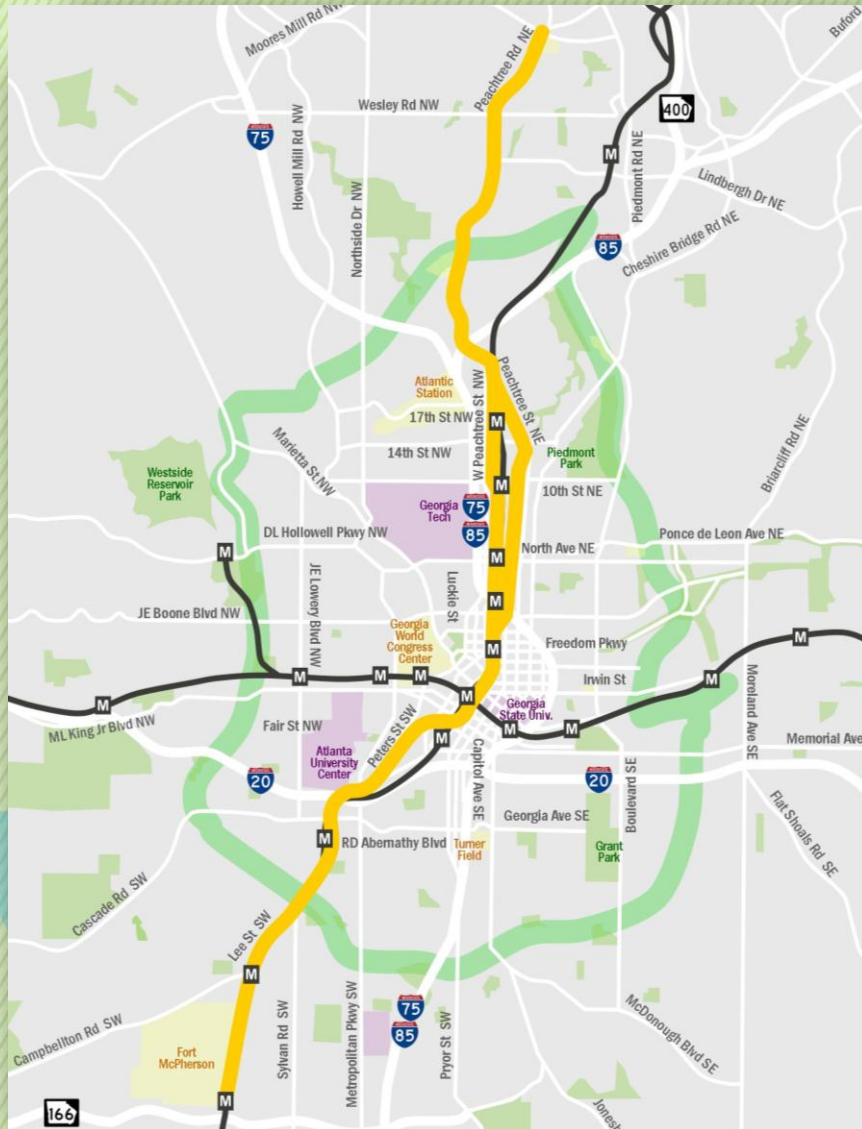 Moores Mill Rd NW
Peachtree Rd NE
Buford
400
Wesley Rd NW
75
Howell Mill Rd NW
Northside Dr NW
M
Piedmont Rd NE
Lindbergh Dr NE
85
Cheshire Bridge Rd NE
Atlantic
Station
W Peachtree St NW
Peachtree St NE
17th St NW
M
Marietta St NW
14th St NW
Piedmont
Park
Briarcliff Rd NE
Westside
Reservoir
Park
M
10th St NE
Georgia
Tech
75
85
DL Hollowell Pkwy NW
Ponce de Leon Ave NE
M
North Ave NE
M
JE Lowery Blvd NW
Luckie St
M
JE Boone Blvd NW
Georgia
World
Congress
Center
Freedom Pkwy
M
M
M
M
M
Irwin St
M
M
M
Moreland Ave SE
ML King Jr Blvd NW
Fair St NW
Peters St SW
Georgia
State Univ.
M
M
M
Memorial Ave
Atlanta
University
Center
20
Capitol Ave SE
20
Boulevard SE
Georgia Ave SE
Flat Shoals Rd SE
M
RD Abernathy Blvd
Turner
Field
Grant
Park
Cascade Rd SW
Lee St SW
M
Sylvan Rd SW
Metropolitan Pkwy SW
75
85
Pryor St SW
McDonough Blvd SE
Campbellton Rd SW
Fort
McPherson
M
166
Jonesb